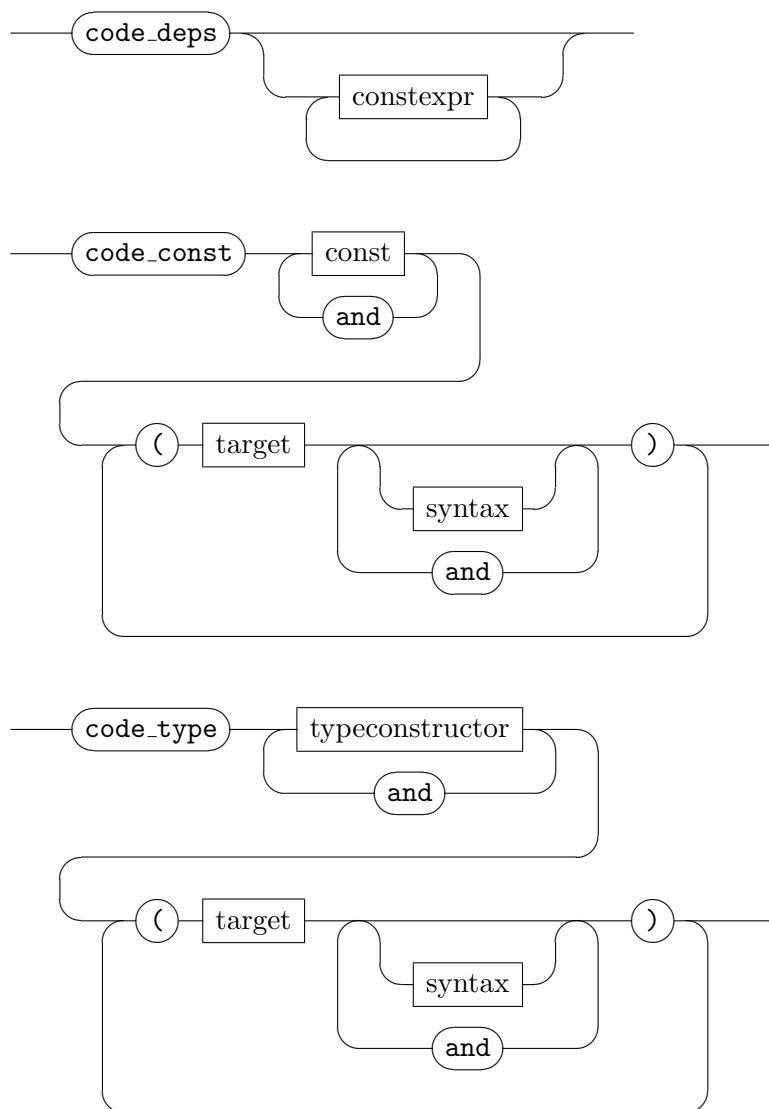 code_deps
constexpr
code_const const
and
( target )
syntax
and
code_type typeconstructor
and
( target )
syntax
and